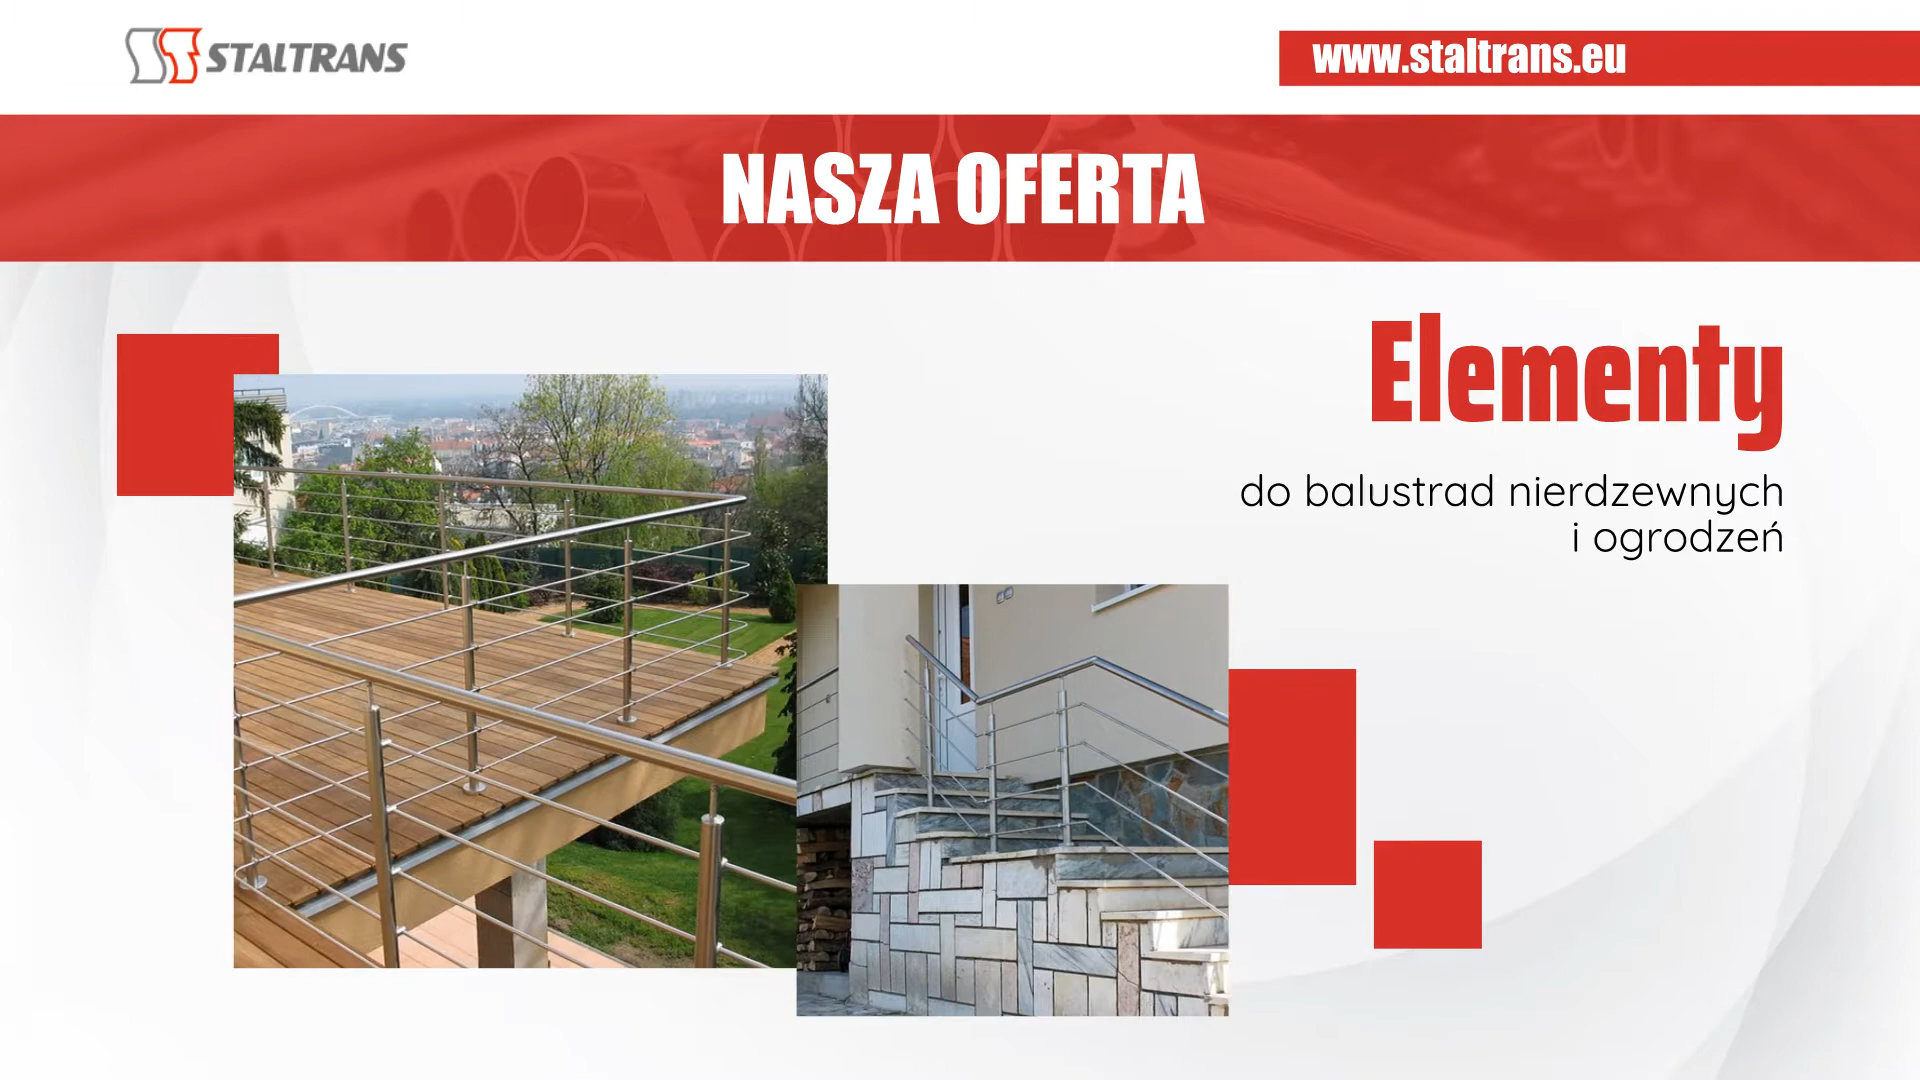 STALTRANS
www.staltrans.eu
NASZA OFERTA
Elementy
do balustrad nierdzewnych
i ogrodzeń